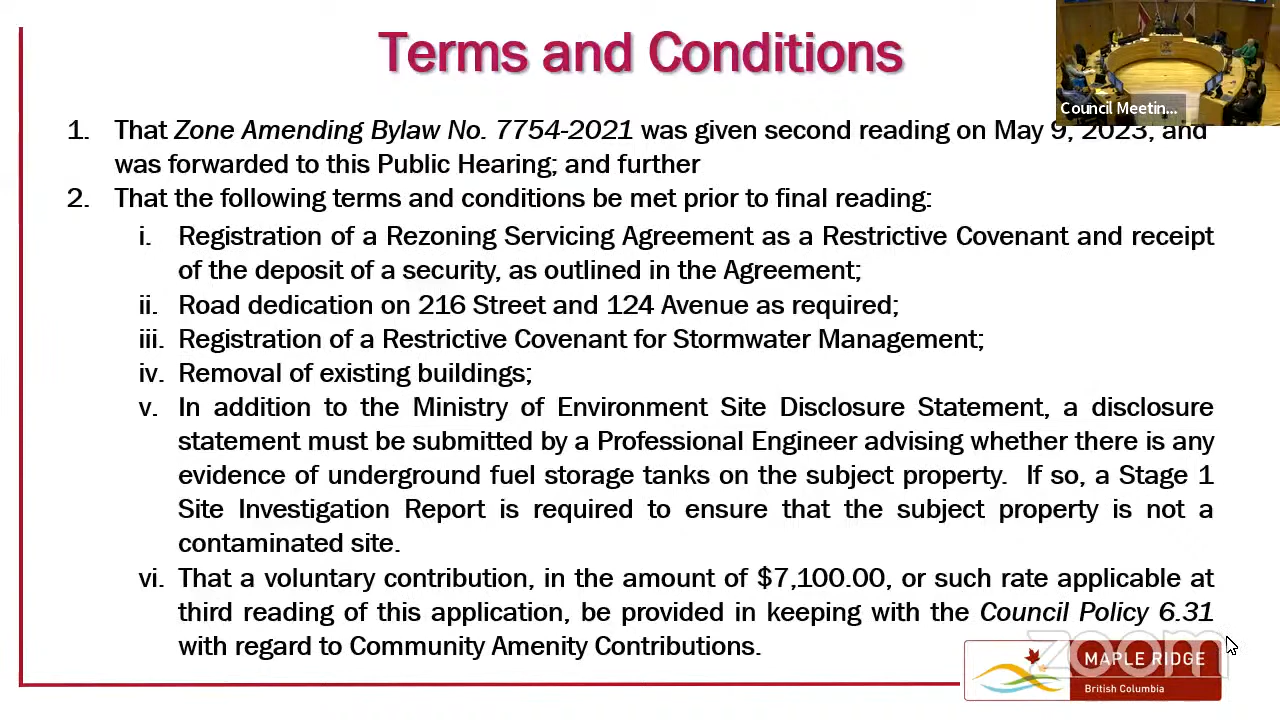 Terms and Conditions
Council Meetin...
1. That Zone Amending Bylaw No. 7754-2021 was given second reading on May 9, 2023, and
was forwarded to this Public Hearing; and further
2. That the following terms and conditions be met prior to final reading:
i. Registration of a Rezoning Servicing Agreement as a Restrictive Covenant and receipt
of the deposit of a security, as outlined in the Agreement;
ii. Road dedication on 216 Street and 124 Avenue as required;
iii. Registration of a Restrictive Covenant for Stormwater Management;
iv. Removal of existing buildings;
v. In addition to the Ministry of Environment Site Disclosure Statement, a disclosure
statement must be submitted by a Professional Engineer advising whether there is any
evidence of underground fuel storage tanks on the subject property. If so, a Stage 1
Site Investigation Report is required to ensure that the subject property is not a
contaminated site.
vi. That a voluntary contribution, in the amount of $7,100.00, or such rate applicable at
third reading of this application, be provided in keeping with the Council Policy 6.31
with regard to Community Amenity Contributions.
zoom
MAPLE RIDGE
British Columbia